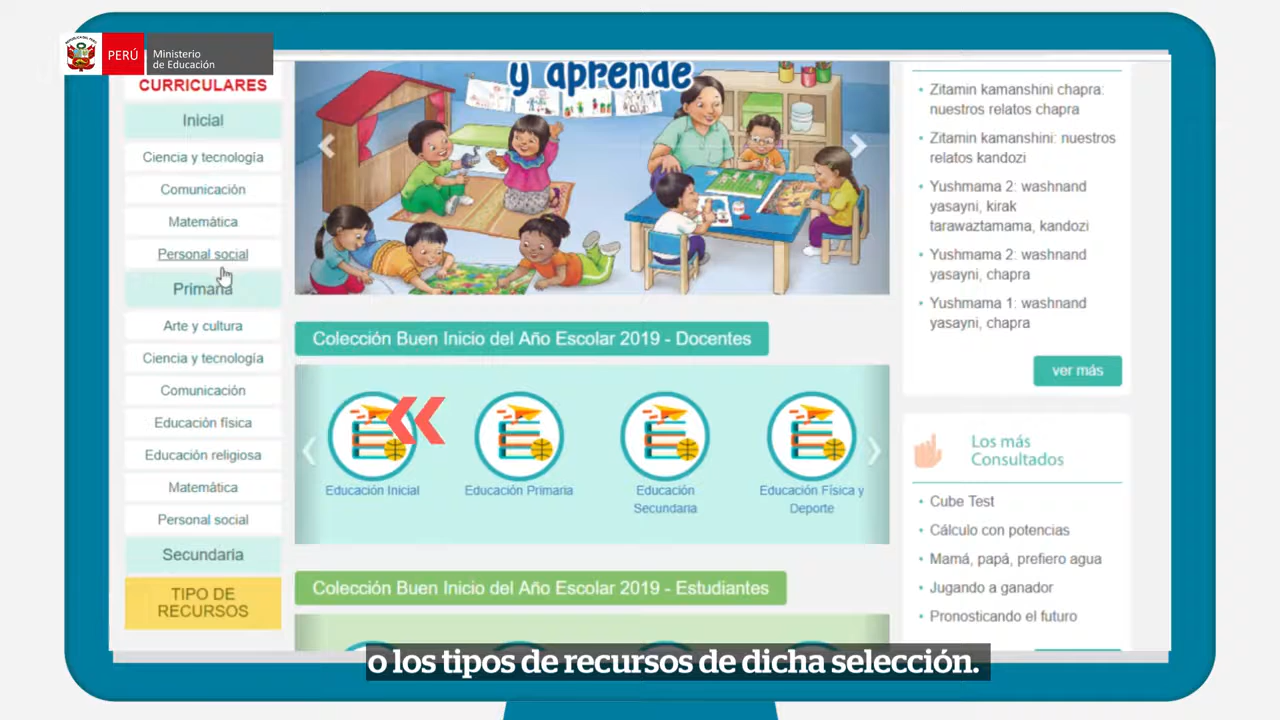 PERÚ
Ministerio
de Educación
CURRICULARES
Inicial
Ciencia y tecnología
Comunicación
Matemática
Personal social
Primaria
Arte y cultura
Ciencia y tecnología
Comunicación
Educación física
Educación religiosa
Matemática
Personal social
Secundaria
TIPO DE
RECURSOS
y aprende
Colección Buen Inicio del Año Escolar 2019 - Docentes
Educación Inicial
Educación Primaria
Educación
Secundaria
Educación Física y
Deporte
Colección Buen Inicio del Año Escolar 2019 - Estudiantes
Zitamin kamanshini chapra:
nuestros relatos chapra
Zitamin kamanshini: nuestros
relatos kandozi
Yushmama 2: washnand
yasayni, kirak
tarawaztamama, kandozi
Yushmama 2: washnand
yasayni, chapra
Yushmama 1: washnand
yasayni, chapra
ver más
Los más
Consultados
Cube Test
Cálculo con potencias
Mamá, papá, prefiero agua
Jugando a ganador
Pronosticando el futuro
o los tipos de recursos de dicha selección.